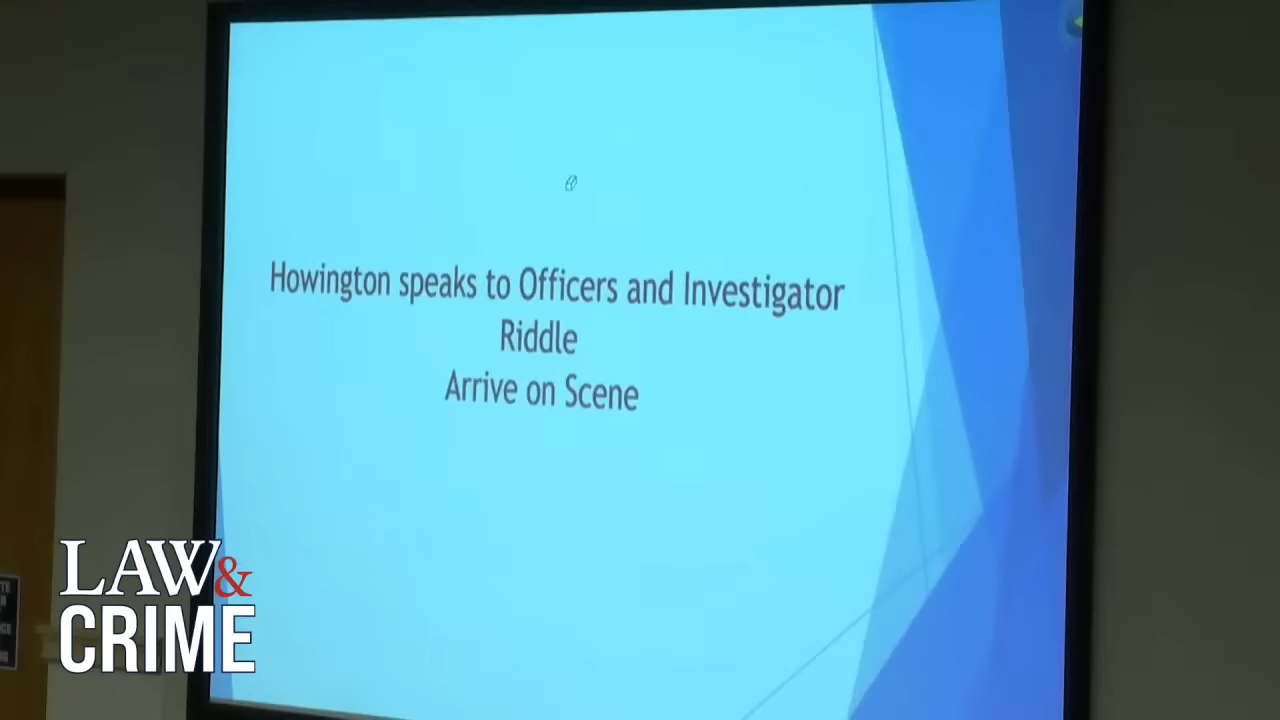 Howington speaks to Officers and Investigator
Riddle
Arrive on Scene
LAW&
CRIME